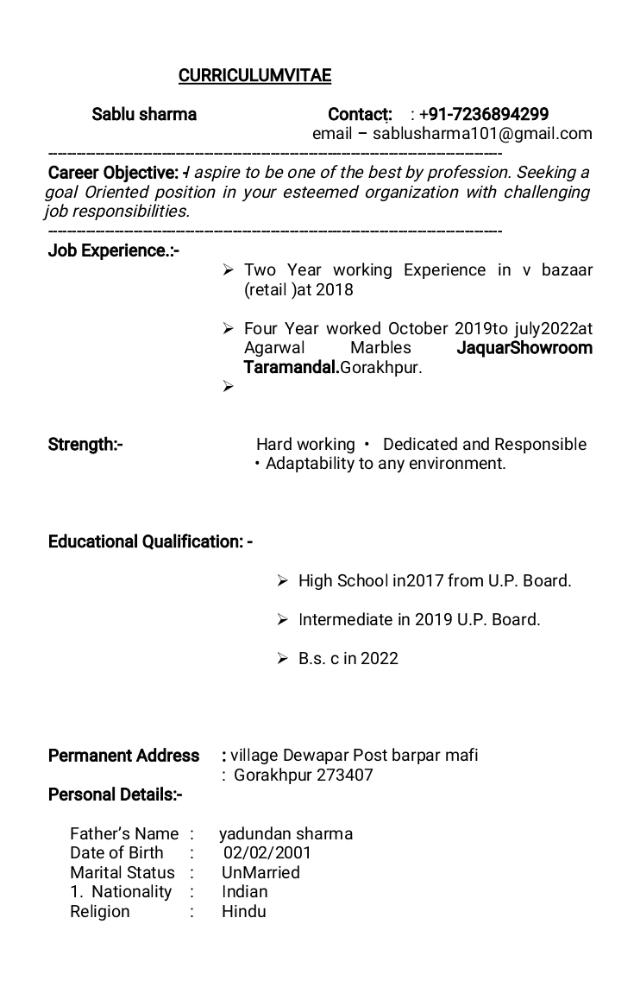 CURRICULUMVITAE
Sablu sharma Contact: : +91-7236894299
email – sablusharma101@gmail.com
----------------------------------------------------------------------------------------------
Career Objective: -I aspire to be one of the best by profession. Seeking a
goal Oriented position in your esteemed organization with challenging
job responsibilities.
----------------------------------------------------------------------------------------------
Job Experience.:-
➢ Two Year working Experience in v bazaar
(retail )at 2018
➢ Four Year worked October 2019to july2022at
Agarwal Marbles JaquarShowroom
Taramandal.Gorakhpur.
➢
Strength:- Hard working • Dedicated and Responsible
• Adaptability to any environment.
Educational Qualification: -
➢ High School in2017 from U.P. Board.
➢ Intermediate in 2019 U.P. Board.
➢ B.s. c in 2022
Permanent Address : village Dewapar Post barpar mafi
: Gorakhpur 273407
Personal Details:-
Father’s Name : yadundan sharma
Date of Birth : 02/02/2001
Marital Status : UnMarried
1. Nationality : Indian
Religion : Hindu